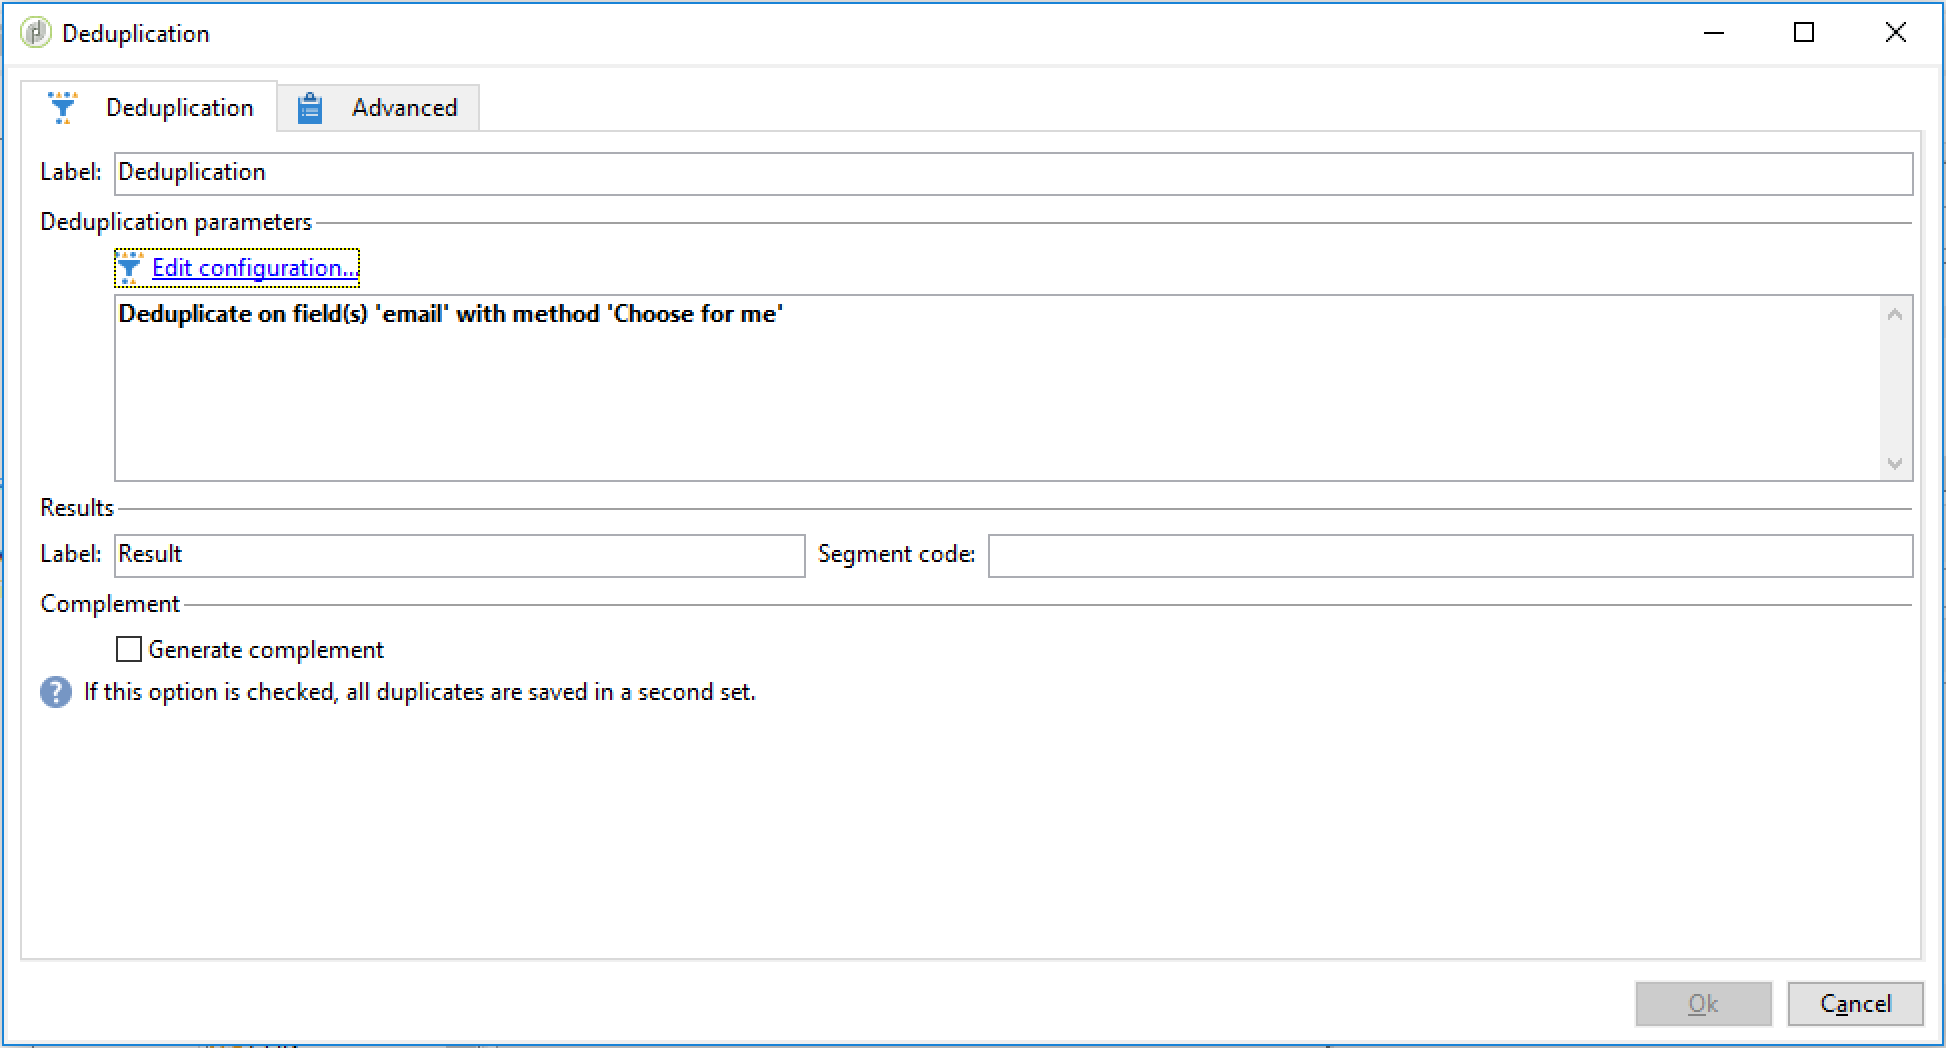 Deduplication
Deduplication
Advanced
Label: Deduplication
Deduplication parameters
Edit configuration...
Deduplicate on field(s) 'email' with method 'Choose for me'
Results
Label: Result Segment code:
Complement
Generate complement
? If this option is checked, all duplicates are saved in a second set.
Ok Cancel